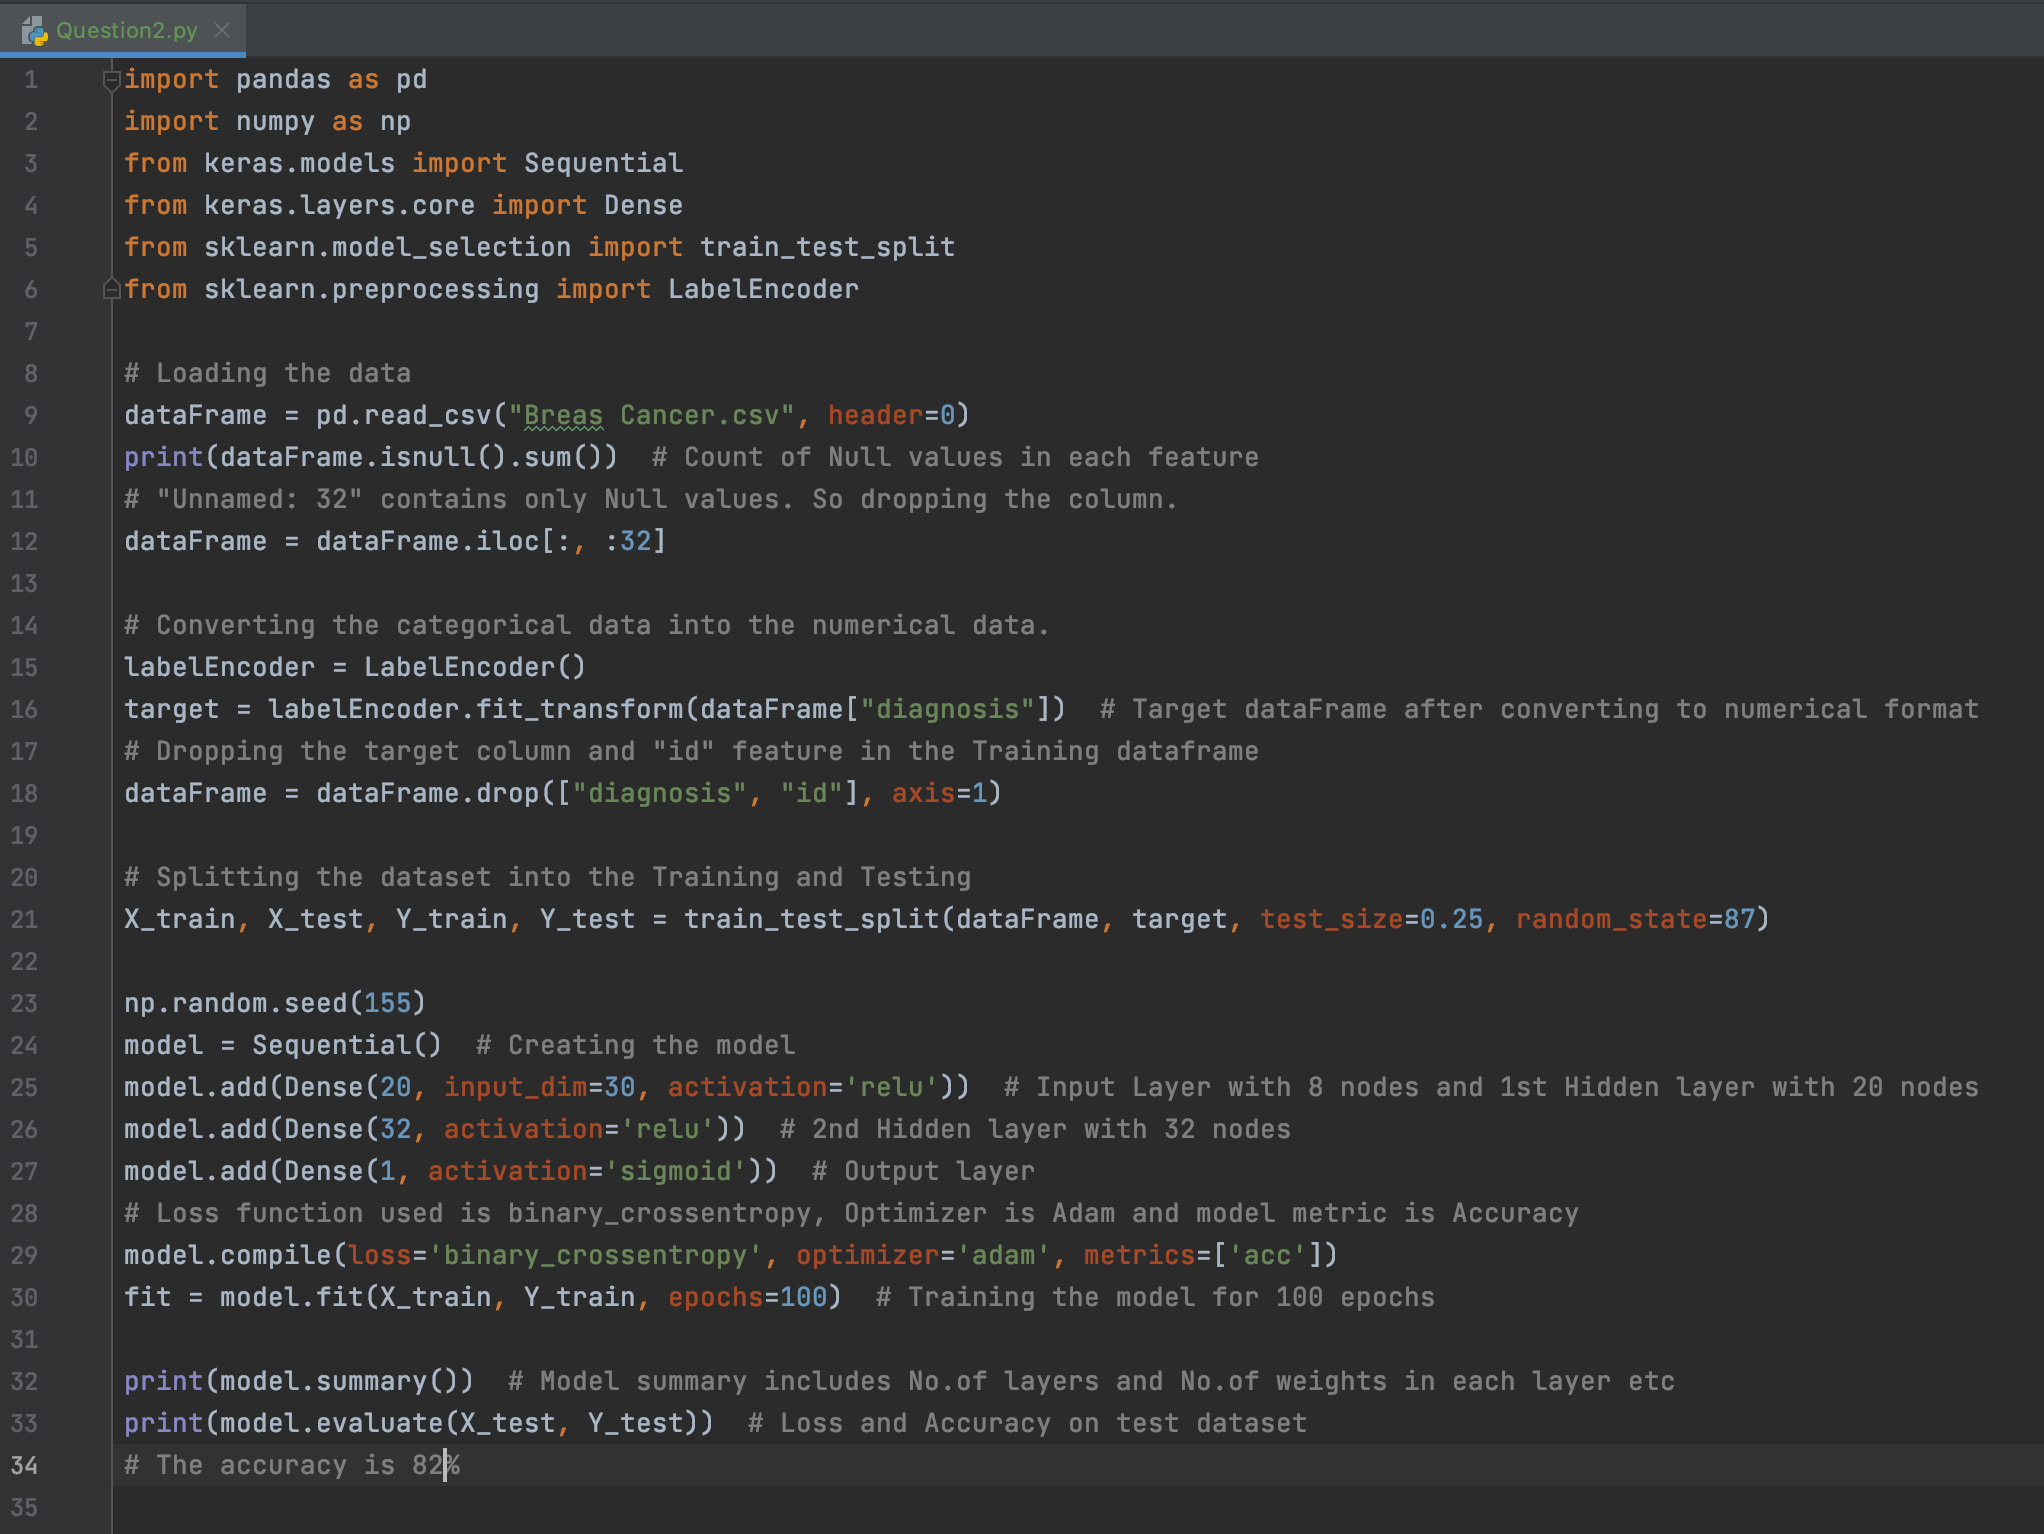 Question2.py
1 import pandas as pd
2 import numpy as np
3 from keras.models import Sequential
4 from keras.layers.core import Dense
5 from sklearn.model_selection import train_test_split
6 from sklearn.preprocessing import LabelEncoder
7
8 # Loading the data
9 dataFrame = pd.read_csv("Breas Cancer.csv", header=0)
10 print(dataFrame.isnull().sum())  # Count of Null values in each feature
11 # "Unnamed: 32" contains only Null values. So dropping the column.
12 dataFrame = dataFrame.iloc[:, :32]
13
14 # Converting the categorical data into the numerical data.
15 labelEncoder = LabelEncoder()
16 target = labelEncoder.fit_transform(dataFrame["diagnosis"])  # Target dataFrame after converting to numerical format
17 # Dropping the target column and "id" feature in the Training dataframe
18 dataFrame = dataFrame.drop(["diagnosis", "id"], axis=1)
19
20 # Splitting the dataset into the Training and Testing
21 X_train, X_test, Y_train, Y_test = train_test_split(dataFrame, target, test_size=0.25, random_state=87)
22
23 np.random.seed(155)
24 model = Sequential()  # Creating the model
25 model.add(Dense(20, input_dim=30, activation='relu'))  # Input Layer with 8 nodes and 1st Hidden layer with 20 nodes
26 model.add(Dense(32, activation='relu'))  # 2nd Hidden layer with 32 nodes
27 model.add(Dense(1, activation='sigmoid'))  # Output layer
28 # Loss function used is binary_crossentropy, Optimizer is Adam and model metric is Accuracy
29 model.compile(loss='binary_crossentropy', optimizer='adam', metrics=['acc'])
30 fit = model.fit(X_train, Y_train, epochs=100)  # Training the model for 100 epochs
31
32 print(model.summary())  # Model summary includes No.of layers and No.of weights in each layer etc
33 print(model.evaluate(X_test, Y_test))  # Loss and Accuracy on test dataset
34 # The accuracy is 82%
35